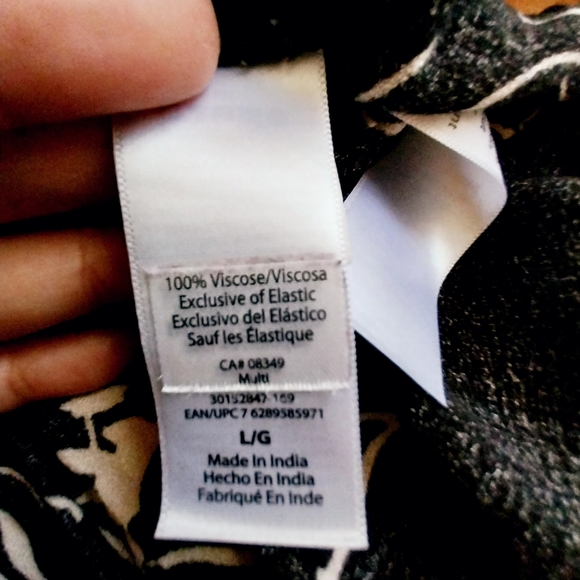 100% Viscose/Viscosa
Exclusive of Elastic
Exclusivo del Elástico
Sauf les Élastique
CA# 08349
Multi
30152847-169
EAN/UPC 7 6289585971
L/G
Made In India
Hecho En India
Fabriqué En Inde